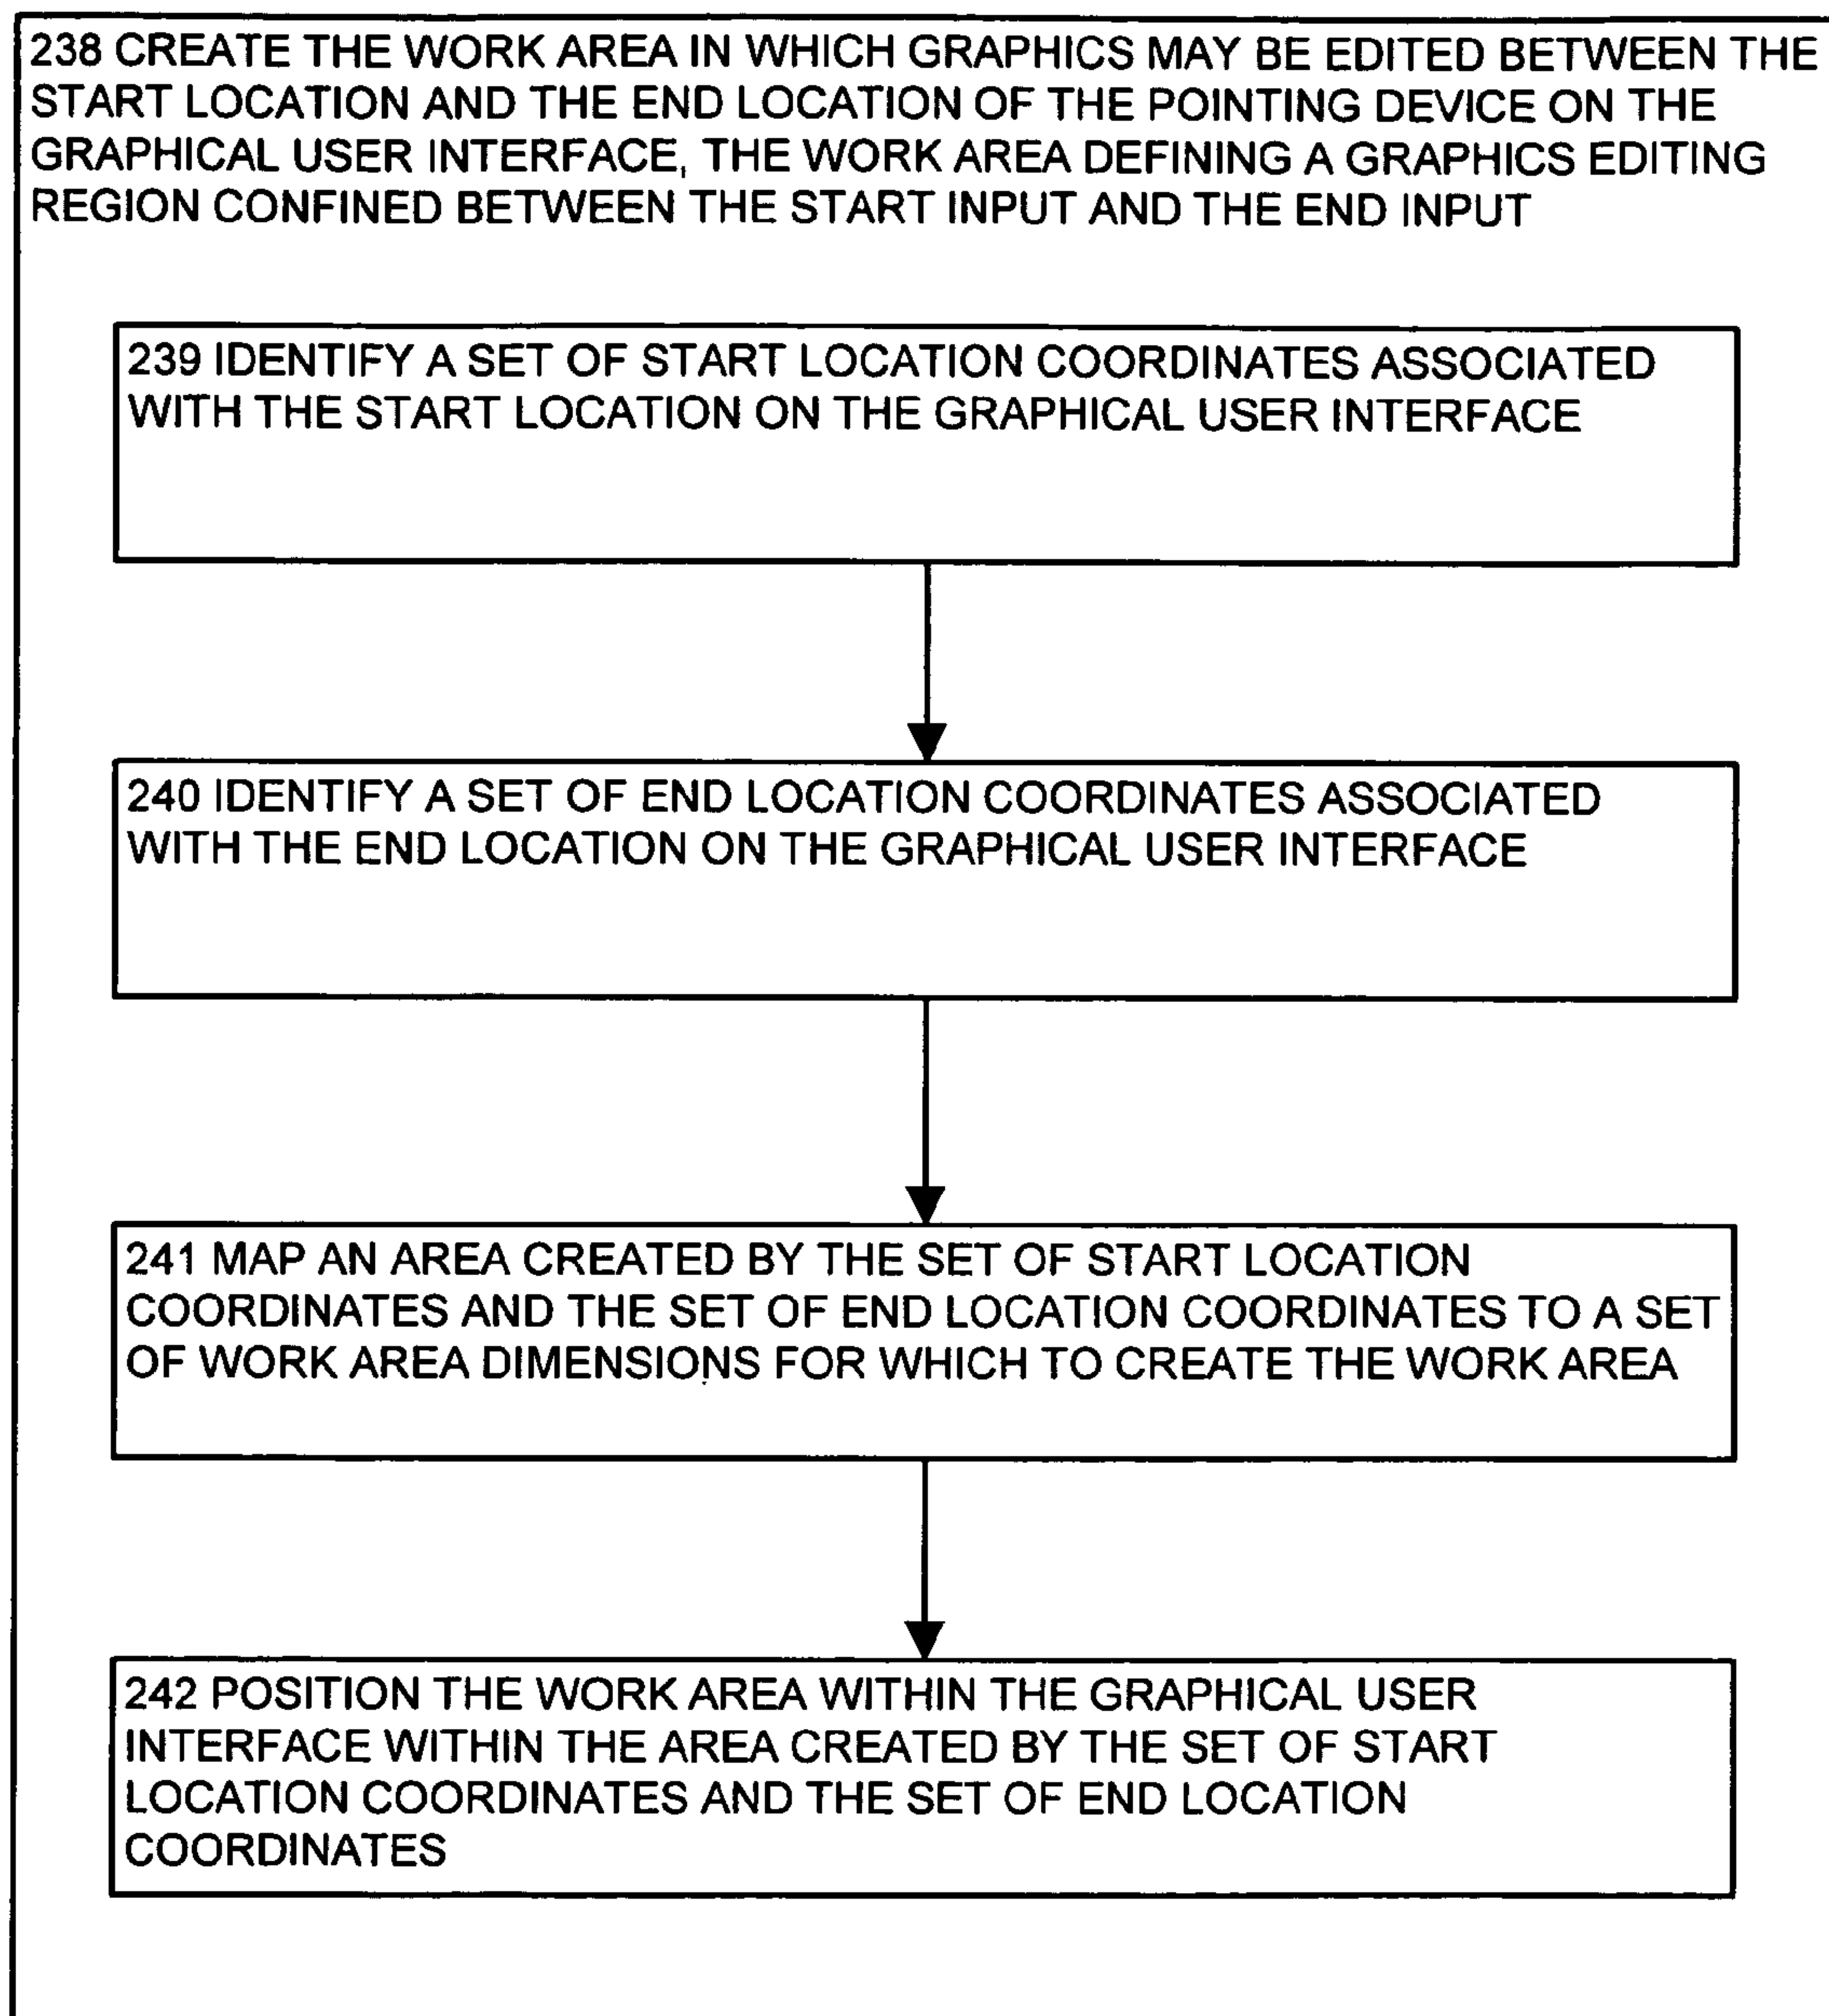 238 CREATE THE WORK AREA IN WHICH GRAPHICS MAY BE EDITED BETWEEN THE
START LOCATION AND THE END LOCATION OF THE POINTING DEVICE ON THE
GRAPHICAL USER INTERFACE, THE WORK AREA DEFINING A GRAPHICS EDITING
REGION CONFINED BETWEEN THE START INPUT AND THE END INPUT
239 IDENTIFY A SET OF START LOCATION COORDINATES ASSOCIATED
WITH THE START LOCATION ON THE GRAPHICAL USER INTERFACE
240 IDENTIFY A SET OF END LOCATION COORDINATES ASSOCIATED
WITH THE END LOCATION ON THE GRAPHICAL USER INTERFACE
241 MAP AN AREA CREATED BY THE SET OF START LOCATION
COORDINATES AND THE SET OF END LOCATION COORDINATES TO A SET
OF WORK AREA DIMENSIONS FOR WHICH TO CREATE THE WORK AREA
242 POSITION THE WORK AREA WITHIN THE GRAPHICAL USER
INTERFACE WITHIN THE AREA CREATED BY THE SET OF START
LOCATION COORDINATES AND THE SET OF END LOCATION
COORDINATES